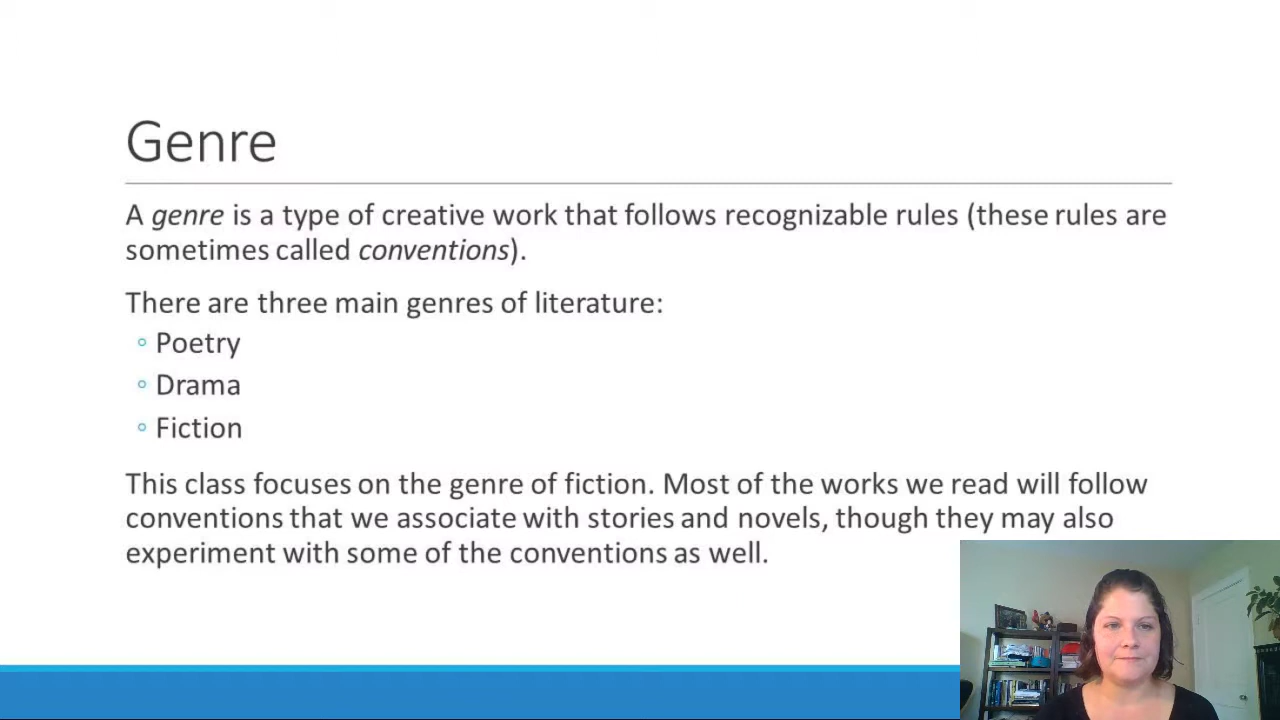 Genre
A genre is a type of creative work that follows recognizable rules (these rules are
sometimes called conventions).
There are three main genres of literature:
◦ Poetry
◦ Drama
◦ Fiction
This class focuses on the genre of fiction. Most of the works we read will follow
conventions that we associate with stories and novels, though they may also
experiment with some of the conventions as well.